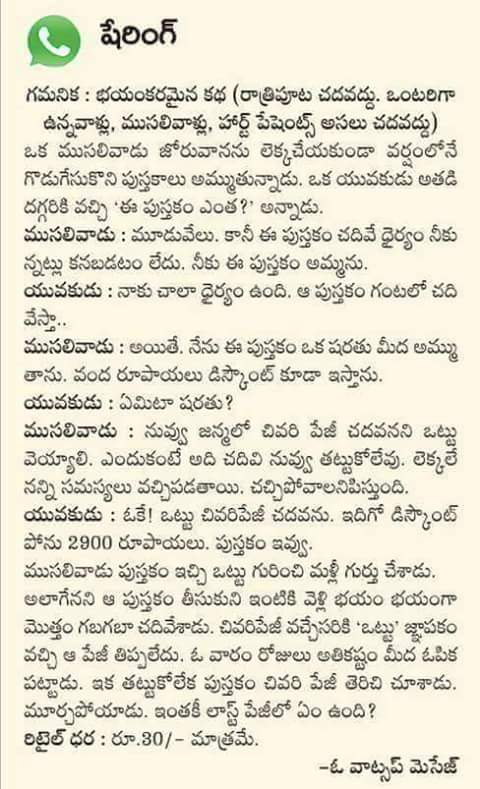 షేరింగ్
గమనిక : భయంకరమైన కథ (రాత్రిపూట చదవద్దు. ఒంటరిగా
ఉన్నవాళ్లు, ముసలివాళ్లు, హార్ట్ పేషెంట్స్ అసలు చదవద్దు)
ఒక ముసలివాడు జోరువానను లెక్కచేయకుండా వర్షంలోనే
గొడుగేసుకొని పుస్తకాలు అమ్ముతున్నాడు. ఒక యువకుడు అతడి
దగ్గరికి వచ్చి ‘ఈ పుస్తకం ఎంత?’ అన్నాడు.
ముసలివాడు : మూడువేలు. కానీ ఈ పుస్తకం చదివే ధైర్యం నీకు
న్నట్లు కనబడటం లేదు. నీకు ఈ పుస్తకం అమ్మను.
యువకుడు : నాకు చాలా ధైర్యం ఉంది. ఆ పుస్తకం గంటలో చది
వేస్తా..
ముసలివాడు : అయితే. నేను ఈ పుస్తకం ఒక షరతు మీద అమ్ము
తాను. వంద రూపాయలు డిస్కౌంట్ కూడా ఇస్తాను.
యువకుడు : ఏమిటా షరతు?
ముసలివాడు : నువ్వు జన్మలో చివరి పేజీ చదవనని ఒట్టు
వెయ్యాలి. ఎందుకంటే అది చదివి నువ్వు తట్టుకోలేవు. లెక్కలే
నన్ని సమస్యలు వచ్చిపడతాయి. చచ్చిపోవాలనిపిస్తుంది.
యువకుడు : ఓకే! ఒట్టు చివరిపేజీ చదవను. ఇదిగో డిస్కౌంట్
పోను 2900 రూపాయలు. పుస్తకం ఇవ్వు.
ముసలివాడు పుస్తకం ఇచ్చి ఒట్టు గురించి మళ్లీ గుర్తు చేశాడు.
అలాగేనని ఆ పుస్తకం తీసుకుని ఇంటికి వెళ్లి భయం భయంగా
మొత్తం గబగబా చదివేశాడు. చివరిపేజీ వచ్చేసరికి ‘ఒట్టు’ జ్ఞాపకం
వచ్చి ఆ పేజీ తిప్పలేదు. ఓ వారం రోజులు అతికష్టం మీద ఓపిక
పట్టాడు. ఇక తట్టుకోలేక పుస్తకం చివరి పేజీ తెరిచి చూశాడు.
మూర్చపోయాడు. ఇంతకీ లాస్ట్ పేజీలో ఏం ఉంది?
రిటైల్ ధర : రూ.30/- మాత్రమే.
-ఓ వాట్సప్ మెసేజ్